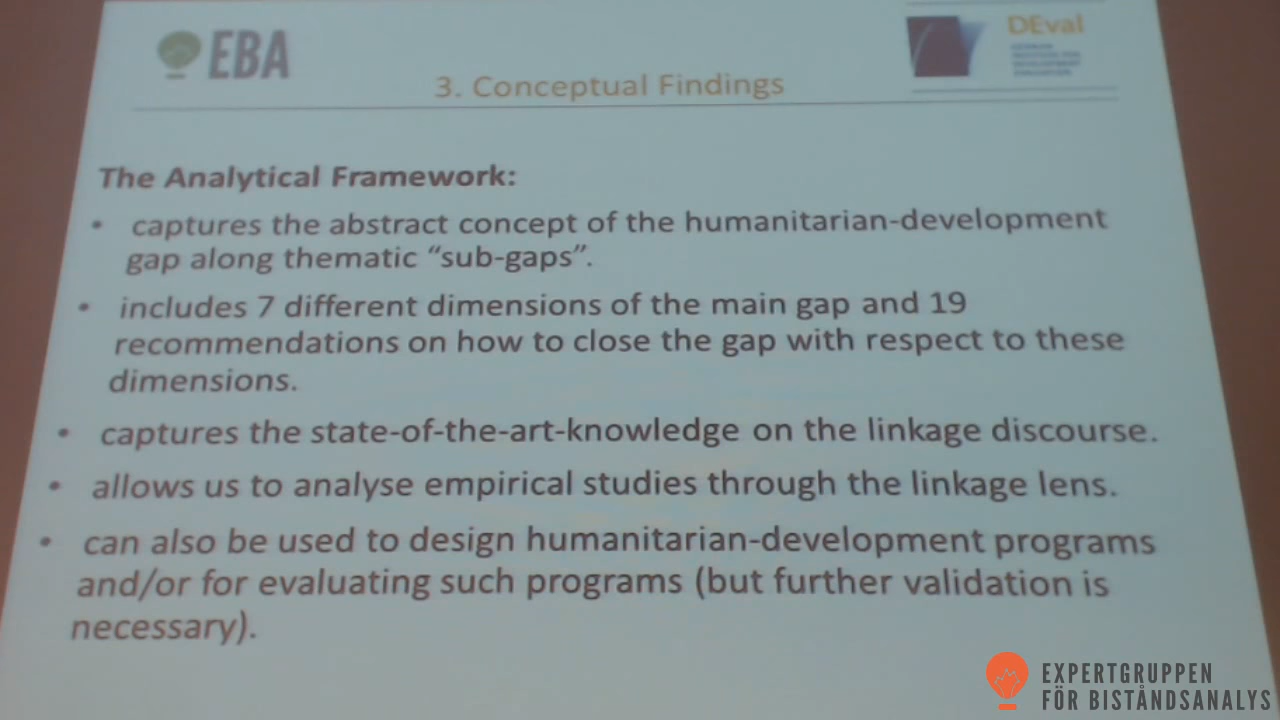 EBA
DEval
3. Conceptual Findings
The Analytical Framework:
• captures the abstract concept of the humanitarian-development
gap along thematic “sub-gaps”.
• includes 7 different dimensions of the main gap and 19
recommendations on how to close the gap with respect to these
dimensions.
• captures the state-of-the-art-knowledge on the linkage discourse.
• allows us to analyse empirical studies through the linkage lens.
• can also be used to design humanitarian-development programs
and/or for evaluating such programs (but further validation is
necessary).
EXPERTGRUPPEN
FÖR BISTÅNDSANALYS